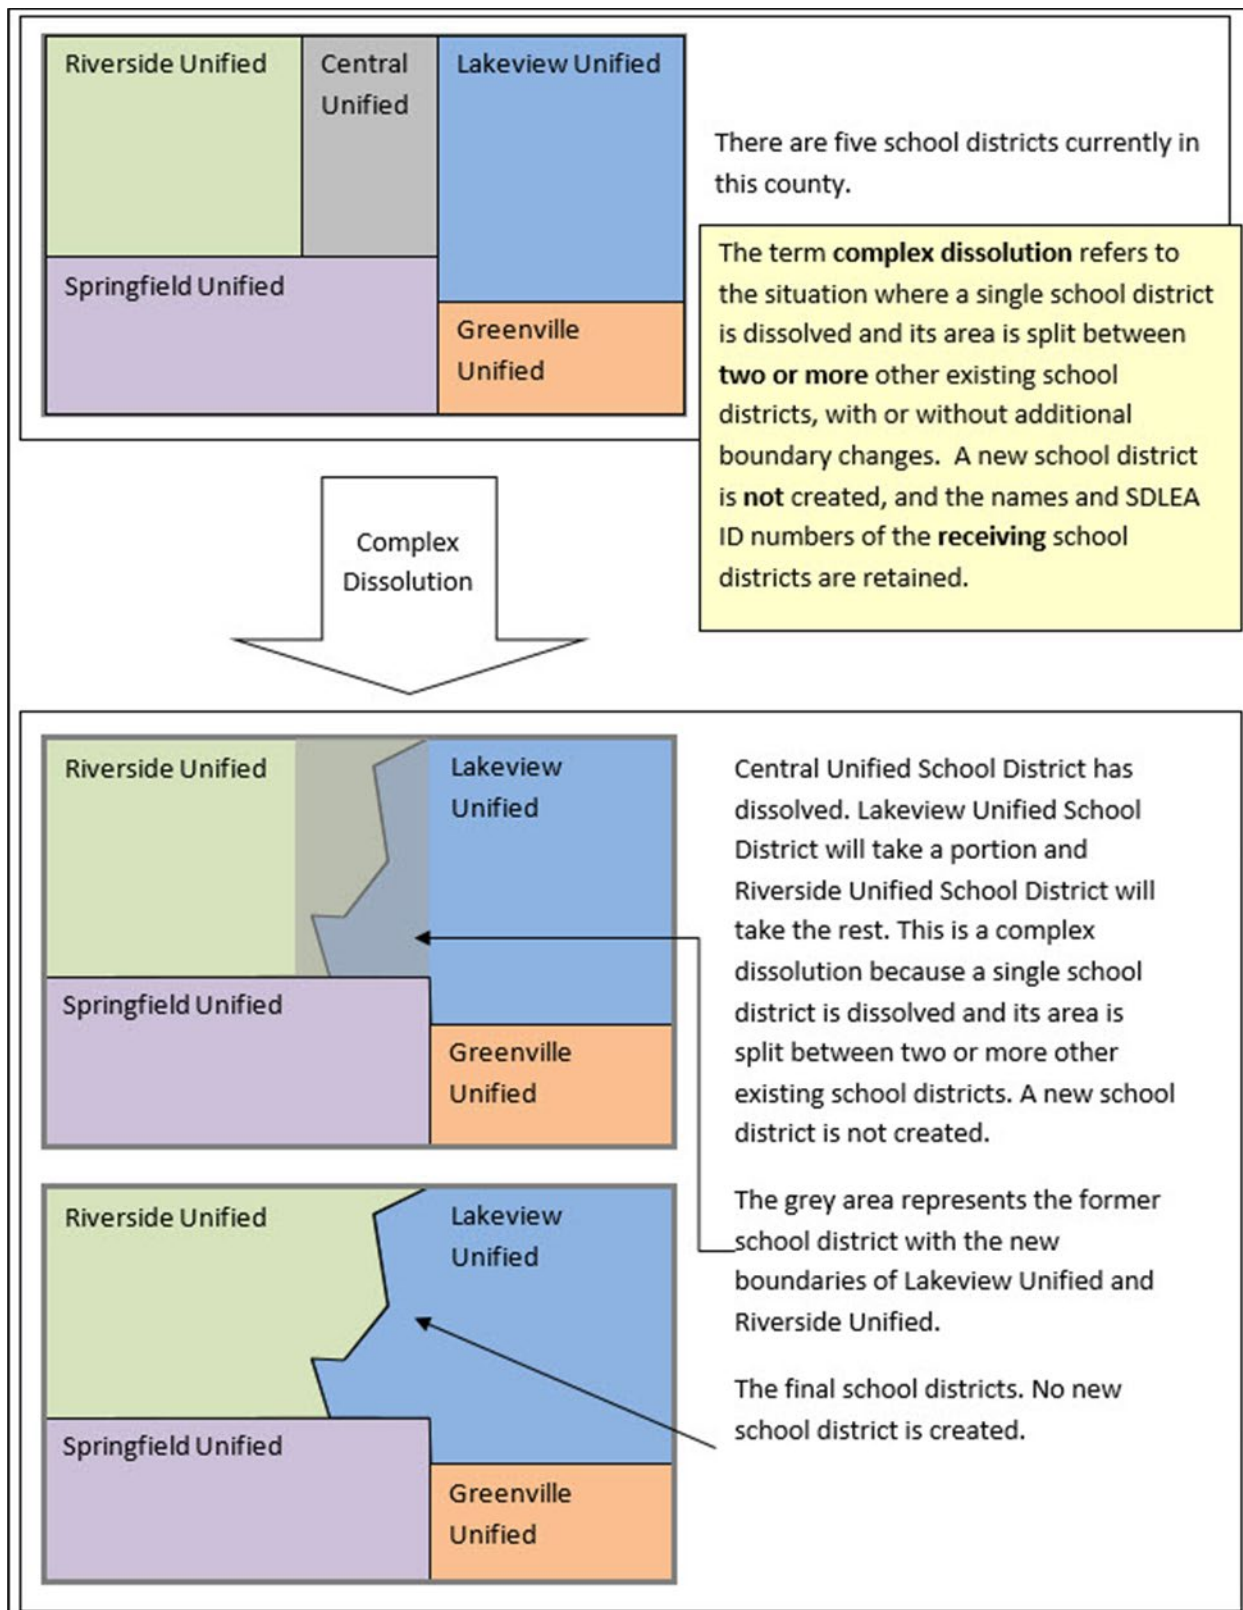 Riverside Unified
Central
Unified
Lakeview Unified
Springfield Unified
Greenville
Unified
There are five school districts currently in
this county.
The term complex dissolution refers to
the situation where a single school district
is dissolved and its area is split between
two or more other existing school
districts, with or without additional
boundary changes.  A new school district
is not created, and the names and SDLEA
ID numbers of the receiving school
districts are retained.
Complex
Dissolution
Riverside Unified
Lakeview
Unified
Springfield Unified
Greenville
Unified
Central Unified School District has
dissolved. Lakeview Unified School
District will take a portion and
Riverside Unified School District will
take the rest. This is a complex
dissolution because a single school
district is dissolved and its area is
split between two or more other
existing school districts. A new school
district is not created.
The grey area represents the former
school district with the new
boundaries of Lakeview Unified and
Riverside Unified.
Riverside Unified
Lakeview
Unified
Springfield Unified
Greenville
Unified
The final school districts. No new
school district is created.